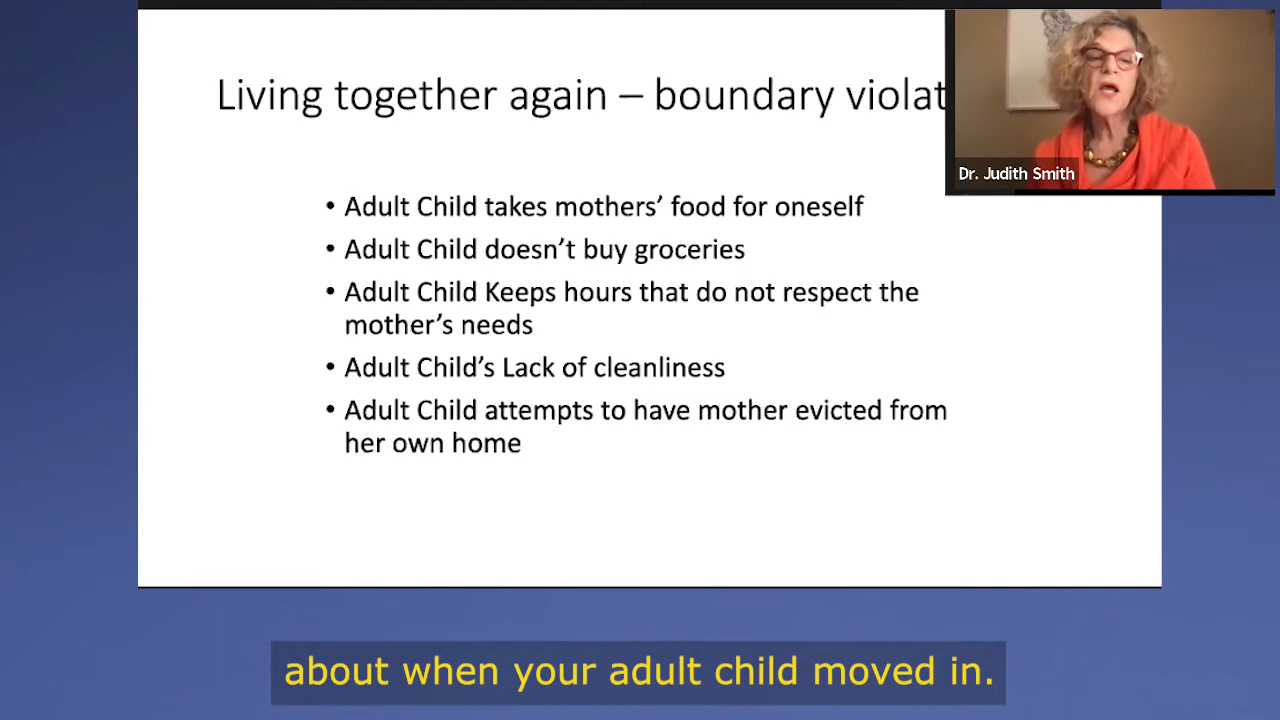 Living together again – boundary violat
Dr. Judith Smith
• Adult Child takes mothers’ food for oneself
• Adult Child doesn’t buy groceries
• Adult Child Keeps hours that do not respect the
mother’s needs
• Adult Child’s Lack of cleanliness
• Adult Child attempts to have mother evicted from
her own home
about when your adult child moved in.